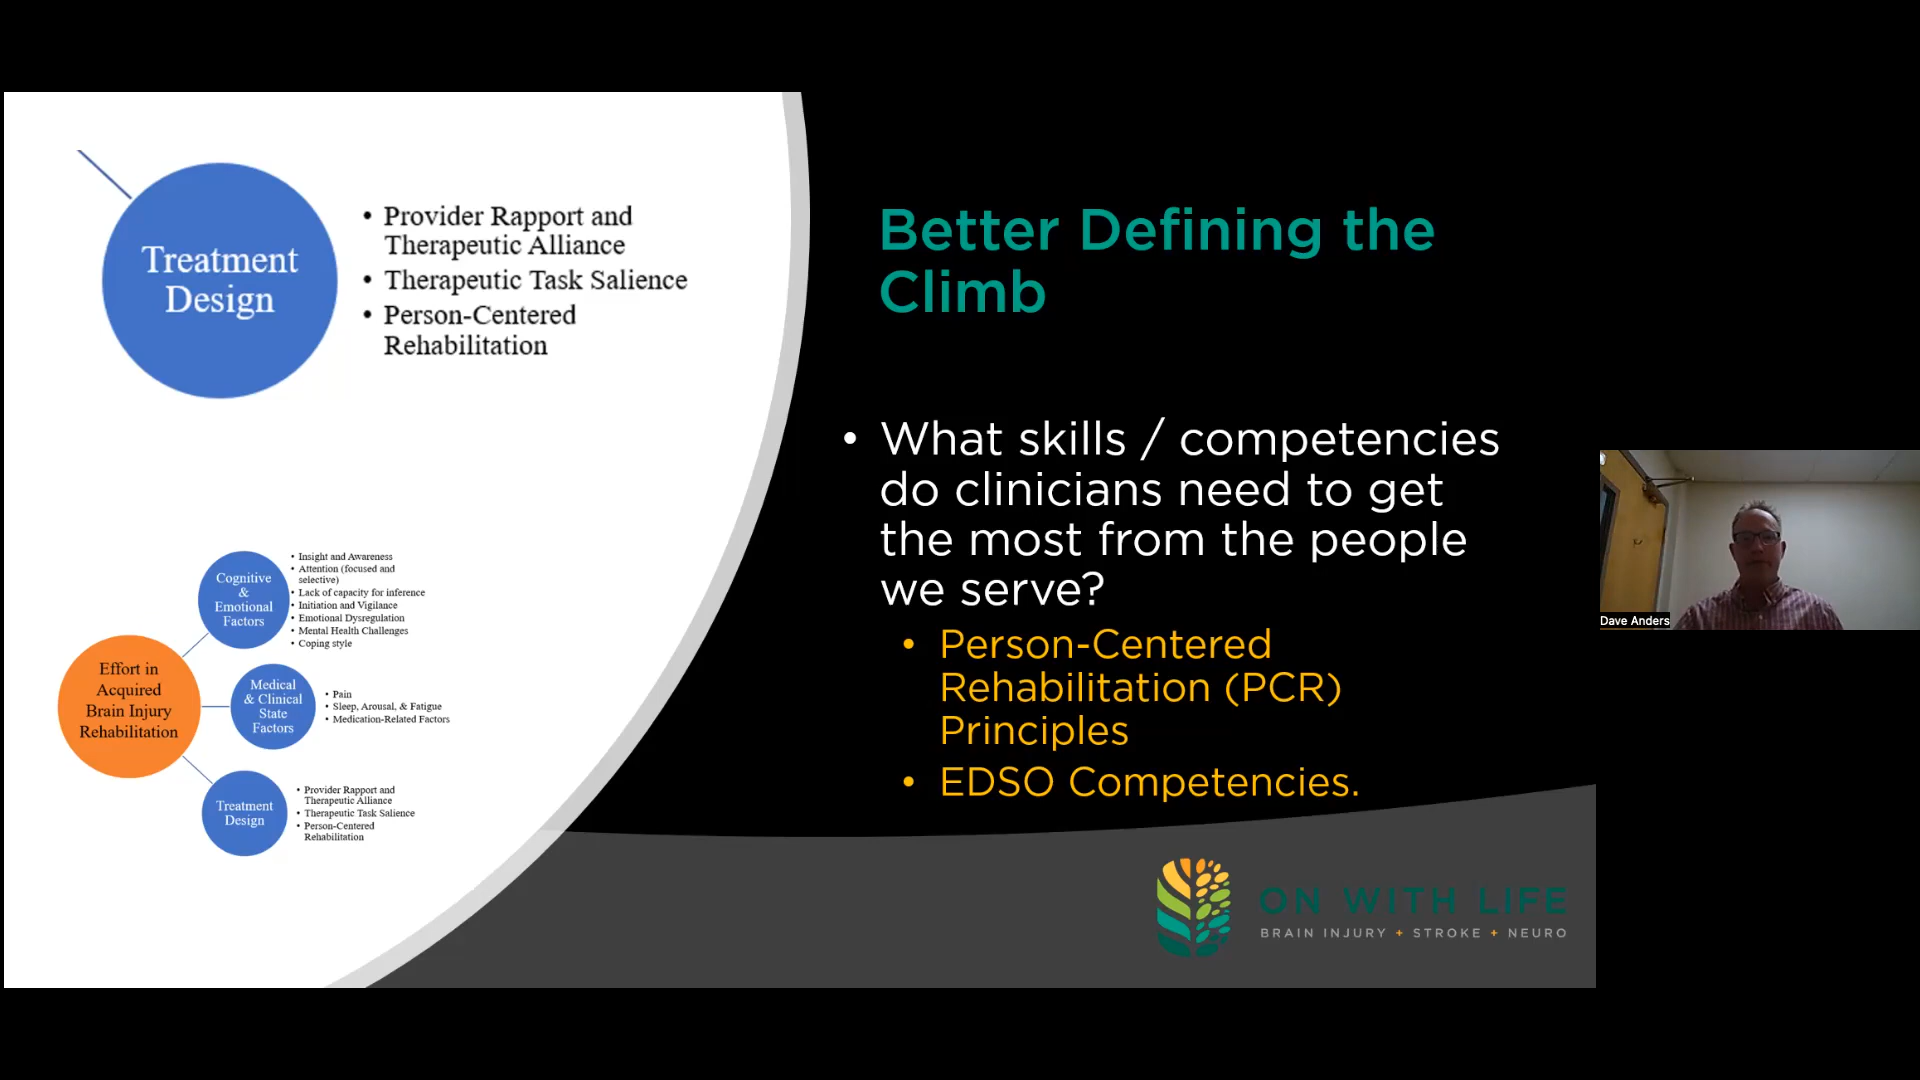 Treatment
Design
• Provider Rapport and
Therapeutic Alliance
• Therapeutic Task Salience
• Person-Centered
Rehabilitation
Effort in
Acquired
Brain Injury
Rehabilitation
Cognitive
&
Emotional
Factors
• Insight and Awareness
• Attention (focused and
selective)
• Lack of capacity for inference
• Initiation and Vigilance
• Emotional Dysregulation
• Mental Health Challenges
• Coping style
Medical
& Clinical
State
Factors
• Pain
• Sleep, Arousal, & Fatigue
• Medication-Related Factors
Treatment
Design
• Provider Rapport and
Therapeutic Alliance
• Therapeutic Task Salience
• Person-Centered
Rehabilitation
Better Defining the
Climb
• What skills / competencies
do clinicians need to get
the most from the people
we serve?
• Person-Centered
Rehabilitation (PCR)
Principles
• EDSO Competencies.
ON WITH LIFE
BRAIN INJURY + STROKE + NEURO
Dave Anders